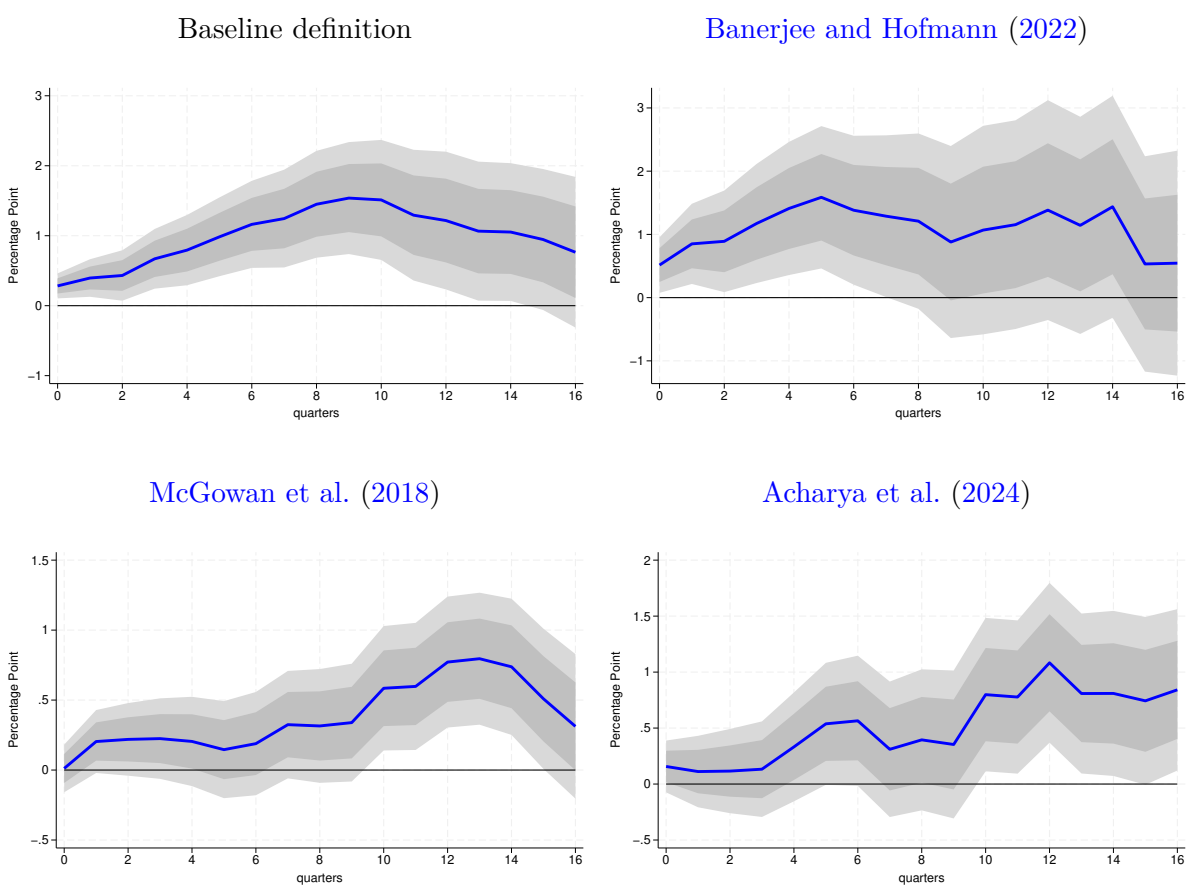 Baseline definition
3
2
1
0
−1
Percentage Point
0 2 4 6 8 10 12 14 16
quarters
Banerjee and Hofmann (2022)
3
2
1
0
−1
Percentage Point
0 2 4 6 8 10 12 14 16
quarters
McGowan et al. (2018)
1.5
1
.5
0
−.5
Percentage Point
0 2 4 6 8 10 12 14 16
quarters
Acharya et al. (2024)
2
1.5
1
.5
0
−.5
Percentage Point
0 2 4 6 8 10 12 14 16
quarters